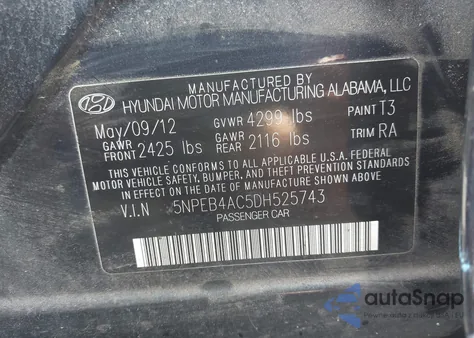 MANUFACTURED BY
HYUNDAI MOTOR MANUFACTURING ALABAMA, LLC
May/09/12 GVWR 4299 lbs PAINT T3
GAWR FRONT 2425 lbs GAWR REAR 2116 lbs TRIM RA
THIS VEHICLE CONFORMS TO ALL APPLICABLE U.S.A. FEDERAL
MOTOR VEHICLE SAFETY, BUMPER, AND THEFT PREVENTION STANDARDS
IN EFFECT ON THE DATE OF MANUFACTURE SHOWN ABOVE.
V.I.N 5NPEB4AC5DH525743
PASSENGER CAR
autoSnap